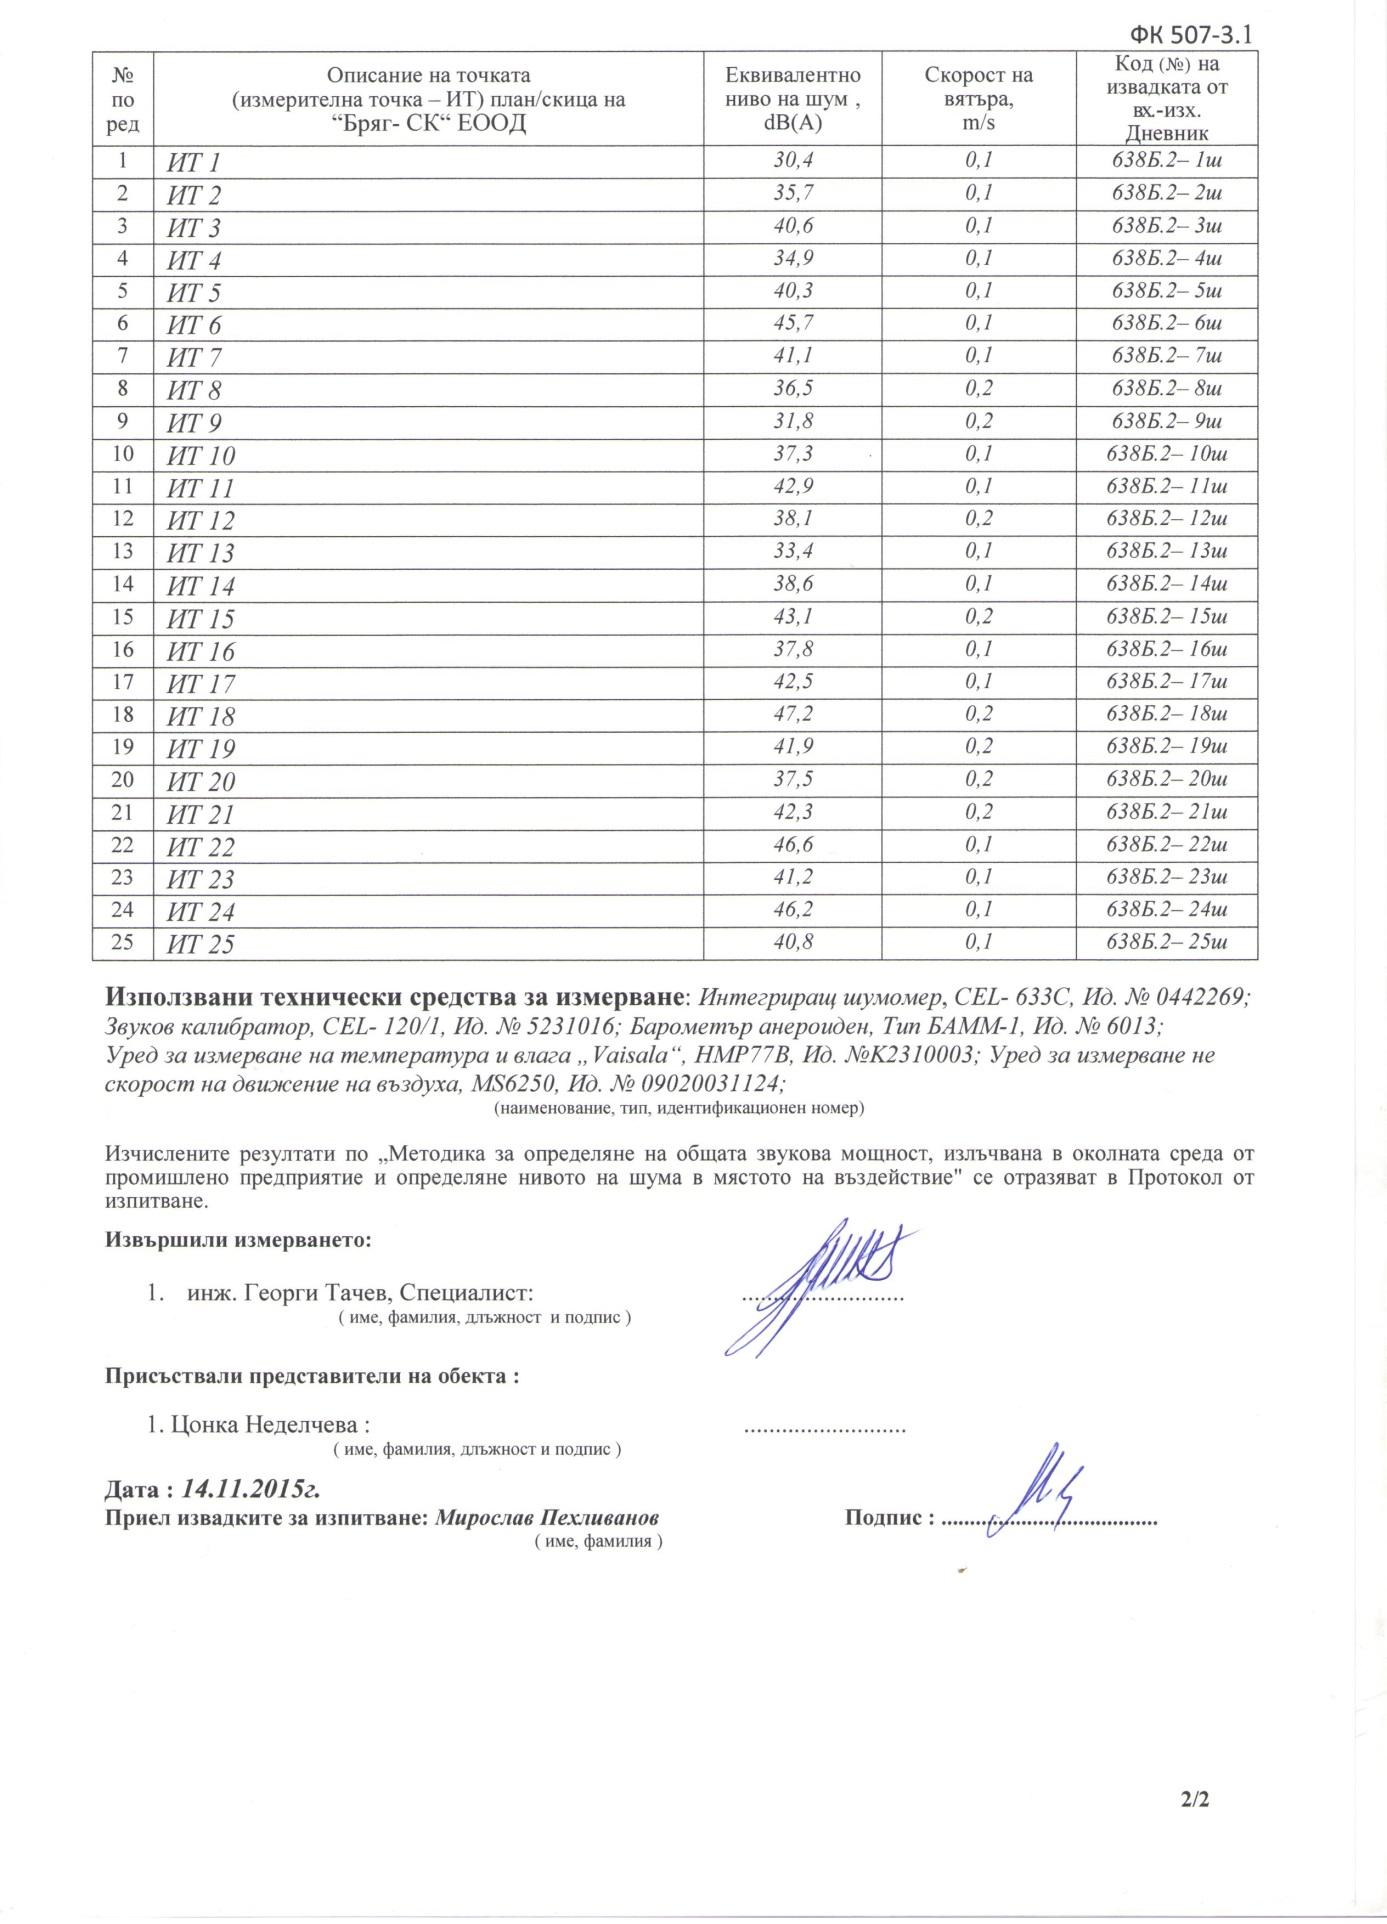 ФК 507-3.1
№ по ред Описание на точката (измерителна точка – ИТ) план/скица на “Бряг- СК“ ЕООД Еквивалентно ниво на шум , dB(A) Скорост на вятъра, m/s Код (№) на извадката от вх.-изх. Дневник
1 ИТ 1 30,4 0,1 638Б.2– 1ш
2 ИТ 2 35,7 0,1 638Б.2– 2ш
3 ИТ 3 40,6 0,1 638Б.2– 3ш
4 ИТ 4 34,9 0,1 638Б.2– 4ш
5 ИТ 5 40,3 0,1 638Б.2– 5ш
6 ИТ 6 45,7 0,1 638Б.2– 6ш
7 ИТ 7 41,1 0,1 638Б.2– 7ш
8 ИТ 8 36,5 0,2 638Б.2– 8ш
9 ИТ 9 31,8 0,2 638Б.2– 9ш
10 ИТ 10 37,3 0,1 638Б.2– 10ш
11 ИТ 11 42,9 0,1 638Б.2– 11ш
12 ИТ 12 38,1 0,2 638Б.2– 12ш
13 ИТ 13 33,4 0,1 638Б.2– 13ш
14 ИТ 14 38,6 0,1 638Б.2– 14ш
15 ИТ 15 43,1 0,2 638Б.2– 15ш
16 ИТ 16 37,8 0,1 638Б.2– 16ш
17 ИТ 17 42,5 0,1 638Б.2– 17ш
18 ИТ 18 47,2 0,2 638Б.2– 18ш
19 ИТ 19 41,9 0,2 638Б.2– 19ш
20 ИТ 20 37,5 0,2 638Б.2– 20ш
21 ИТ 21 42,3 0,2 638Б.2– 21ш
22 ИТ 22 46,6 0,1 638Б.2– 22ш
23 ИТ 23 41,2 0,1 638Б.2– 23ш
24 ИТ 24 46,2 0,1 638Б.2– 24ш
25 ИТ 25 40,8 0,1 638Б.2– 25ш
Използвани технически средства за измерване: Интегриращ шумомер, CEL- 633C, Ид. № 0442269;
Звуков калибратор, CEL- 120/1, Ид. № 5231016; Барометър анероиден, Тип БАММ-1, Ид. № 6013;
Уред за измерване на температура и влага „Vaisala“, HMP77B, Ид. №K2310003; Уред за измерване не
скорост на движение на въздуха, MS6250, Ид. № 09020031124;
(наименование, тип, идентификационен номер)
Изчислените резултати по „Методика за определяне на общата звукова мощност, излъчвана в околната среда от
промишлено предприятие и определяне нивото на шума в мястото на въздействие" се отразяват в Протокол от
изпитване.
Извършили измерването:
1. инж. Георги Тачев, Специалист: ..........................
( име, фамилия, длъжност и подпис )
Присъствали представители на обекта :
1. Цонка Неделчева : ..........................
( име, фамилия, длъжност и подпис )
Дата : 14.11.2015г.
Приел извадките за изпитване: Мирослав Пехливанов Подпис : ....................................
( име, фамилия )
2/2